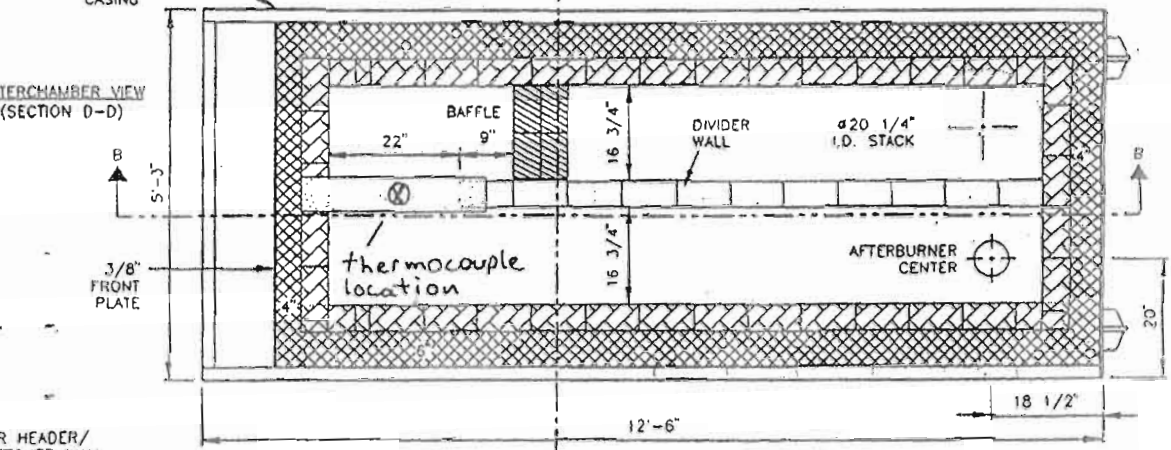 CASING
TERCHAMBER VIEW
(SECTION D-D)
B
5'-3"
3/8"
FRONT
PLATE
4"
22"
BAFFLE
9"
16 3/4"
DIVIDER
WALL
ø20 1/4"
I.D. STACK
4"
B
thermocouple
location
16 3/4"
AFTERBURNER
CENTER
6"
20"
18 1/2"
12'-6"
R HEADER/